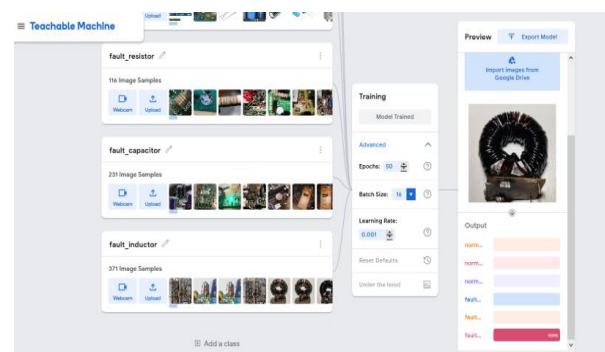 Teachable Machine
Upload
fault_resistor
116 Image Samples
Webcam
Upload
fault_capacitor
231 Image Samples
Webcam
Upload
fault_inductor
371 Image Samples
Webcam
Upload
Add a class
Training
Model Trained
Advanced
Epochs: 50
Batch Size: 16
Learning Rate:
0.001
Reset Defaults
Under the hood
Preview
Export Model
Import images from
Google Drive
Output
norm...
norm...
norm...
fault...
fault...
fault...